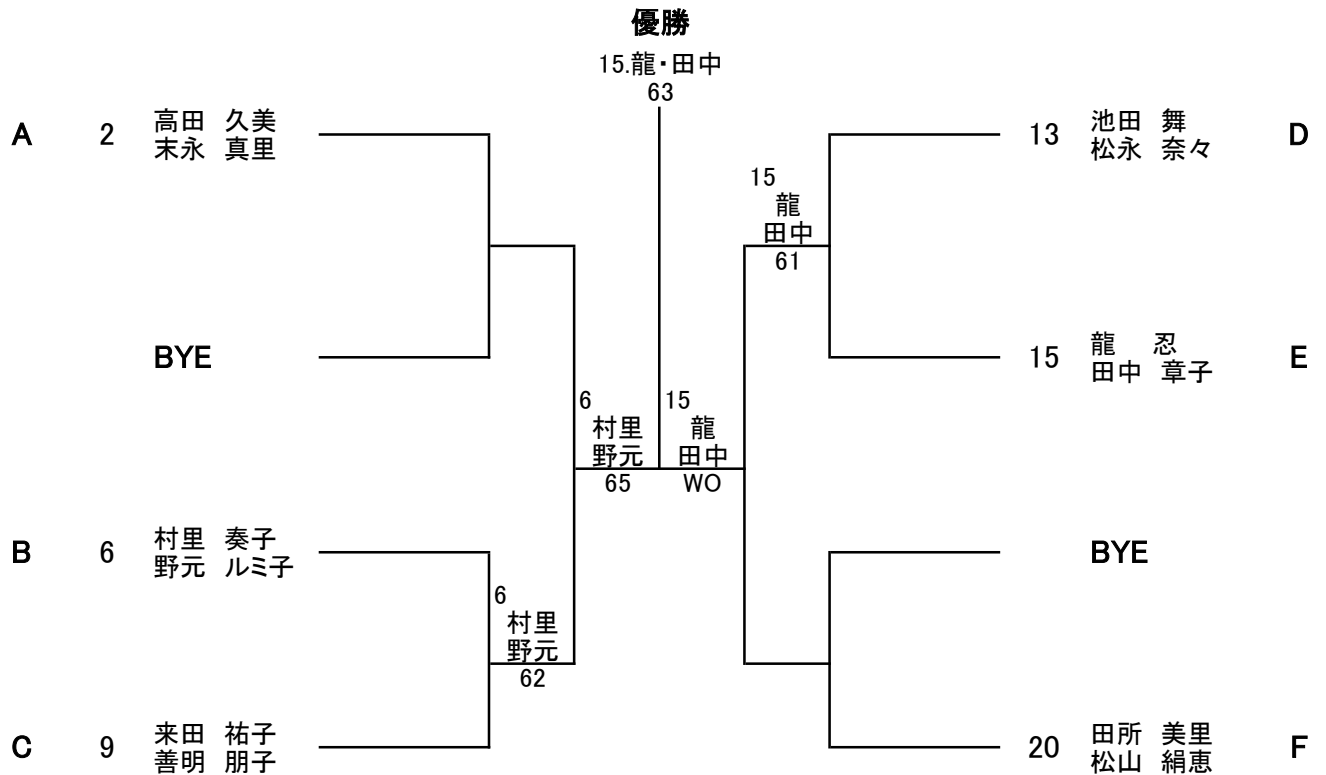 優勝
15.龍・田中
63
A 2 高田 久美
末永 真里
BYE
B 6 村里 奏子
野元 ルミ子
C 9 来田 祐子
善明 朋子
6
村里
野元
62
6
村里
野元
65
15
龍
田中
WO
15
龍
田中
61
13 池田 舞 D
松永 奈々
15 龍 忍 E
田中 章子
BYE
20 田所 美里 F
松山 絹恵